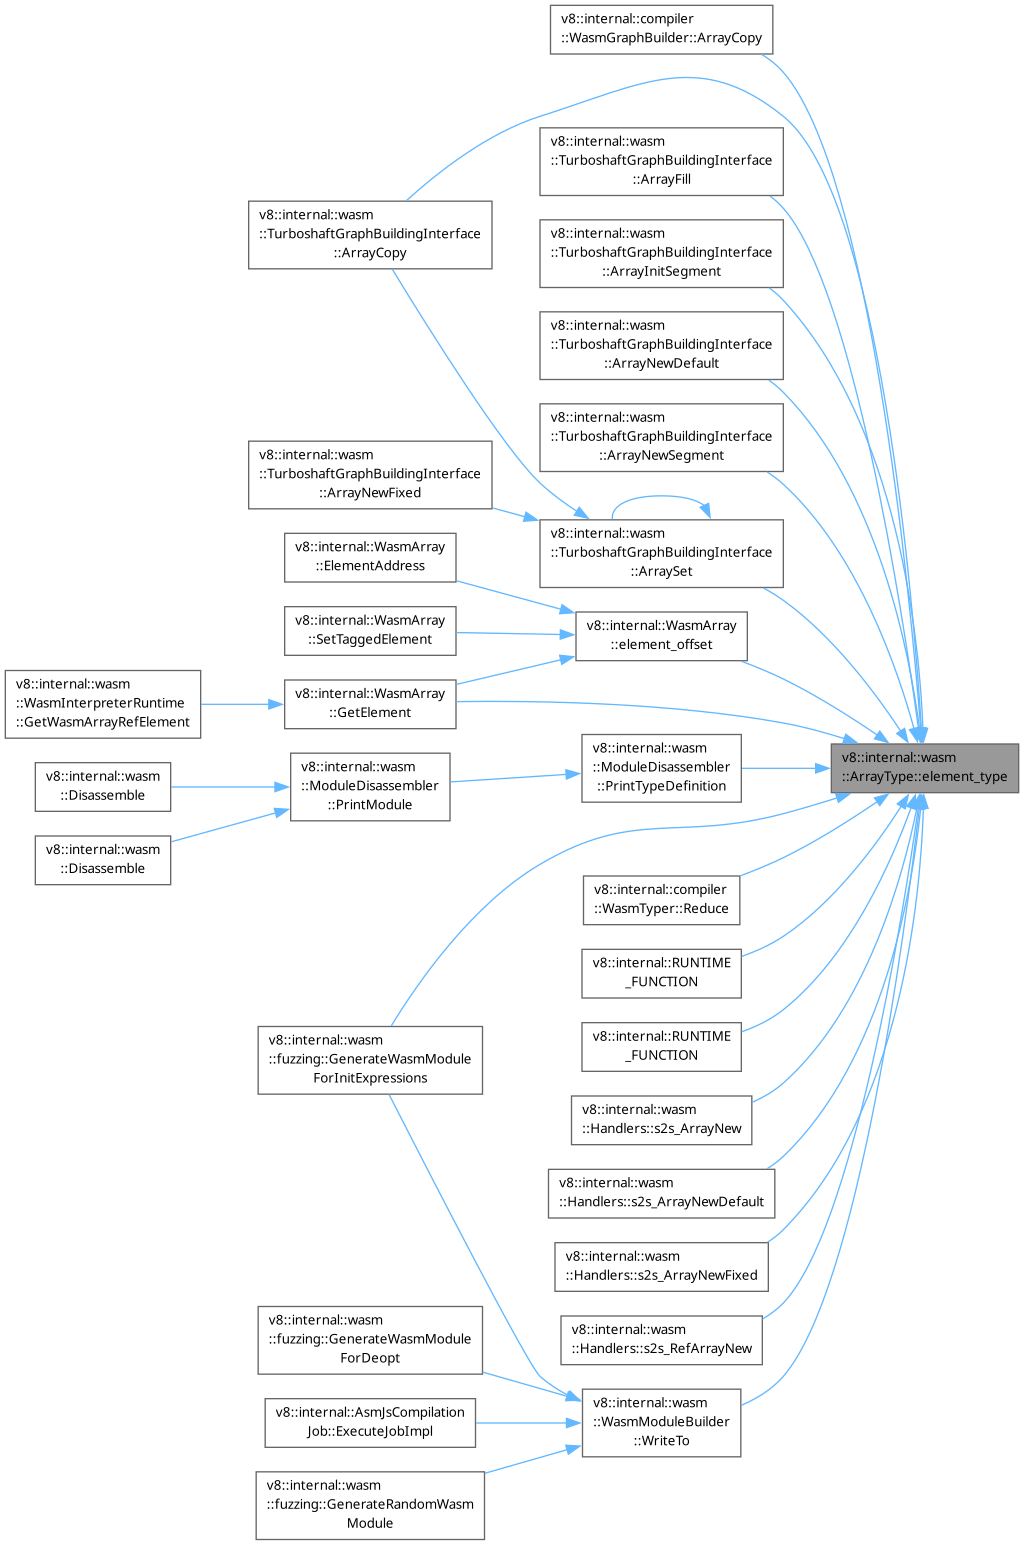 v8::internal::compiler
::WasmGraphBuilder::ArrayCopy
v8::internal::wasm
::TurboshaftGraphBuildingInterface
::ArrayFill
v8::internal::wasm
::TurboshaftGraphBuildingInterface
::ArrayCopy
v8::internal::wasm
::TurboshaftGraphBuildingInterface
::ArrayInitSegment
v8::internal::wasm
::TurboshaftGraphBuildingInterface
::ArrayNewDefault
v8::internal::wasm
::TurboshaftGraphBuildingInterface
::ArrayNewSegment
v8::internal::wasm
::TurboshaftGraphBuildingInterface
::ArrayNewFixed
v8::internal::wasm
::TurboshaftGraphBuildingInterface
::ArraySet
v8::internal::WasmArray
::ElementAddress
v8::internal::WasmArray
::SetTaggedElement
v8::internal::WasmArray
::element_offset
v8::internal::wasm
::WasmInterpreterRuntime
::GetWasmArrayRefElement
v8::internal::WasmArray
::GetElement
v8::internal::wasm
::ArrayType::element_type
v8::internal::wasm
::ModuleDisassembler
::PrintTypeDefinition
v8::internal::wasm
::ModuleDisassembler
::PrintModule
v8::internal::wasm
::Disassemble
v8::internal::wasm
::Disassemble
v8::internal::compiler
::WasmTyper::Reduce
v8::internal::RUNTIME
_FUNCTION
v8::internal::RUNTIME
_FUNCTION
v8::internal::wasm
::fuzzing::GenerateWasmModule
ForInitExpressions
v8::internal::wasm
::Handlers::s2s_ArrayNew
v8::internal::wasm
::Handlers::s2s_ArrayNewDefault
v8::internal::wasm
::Handlers::s2s_ArrayNewFixed
v8::internal::wasm
::Handlers::s2s_RefArrayNew
v8::internal::wasm
::fuzzing::GenerateWasmModule
ForDeopt
v8::internal::wasm
::WasmModuleBuilder
::WriteTo
v8::internal::AsmJsCompilation
Job::ExecuteJobImpl
v8::internal::wasm
::fuzzing::GenerateRandomWasm
Module